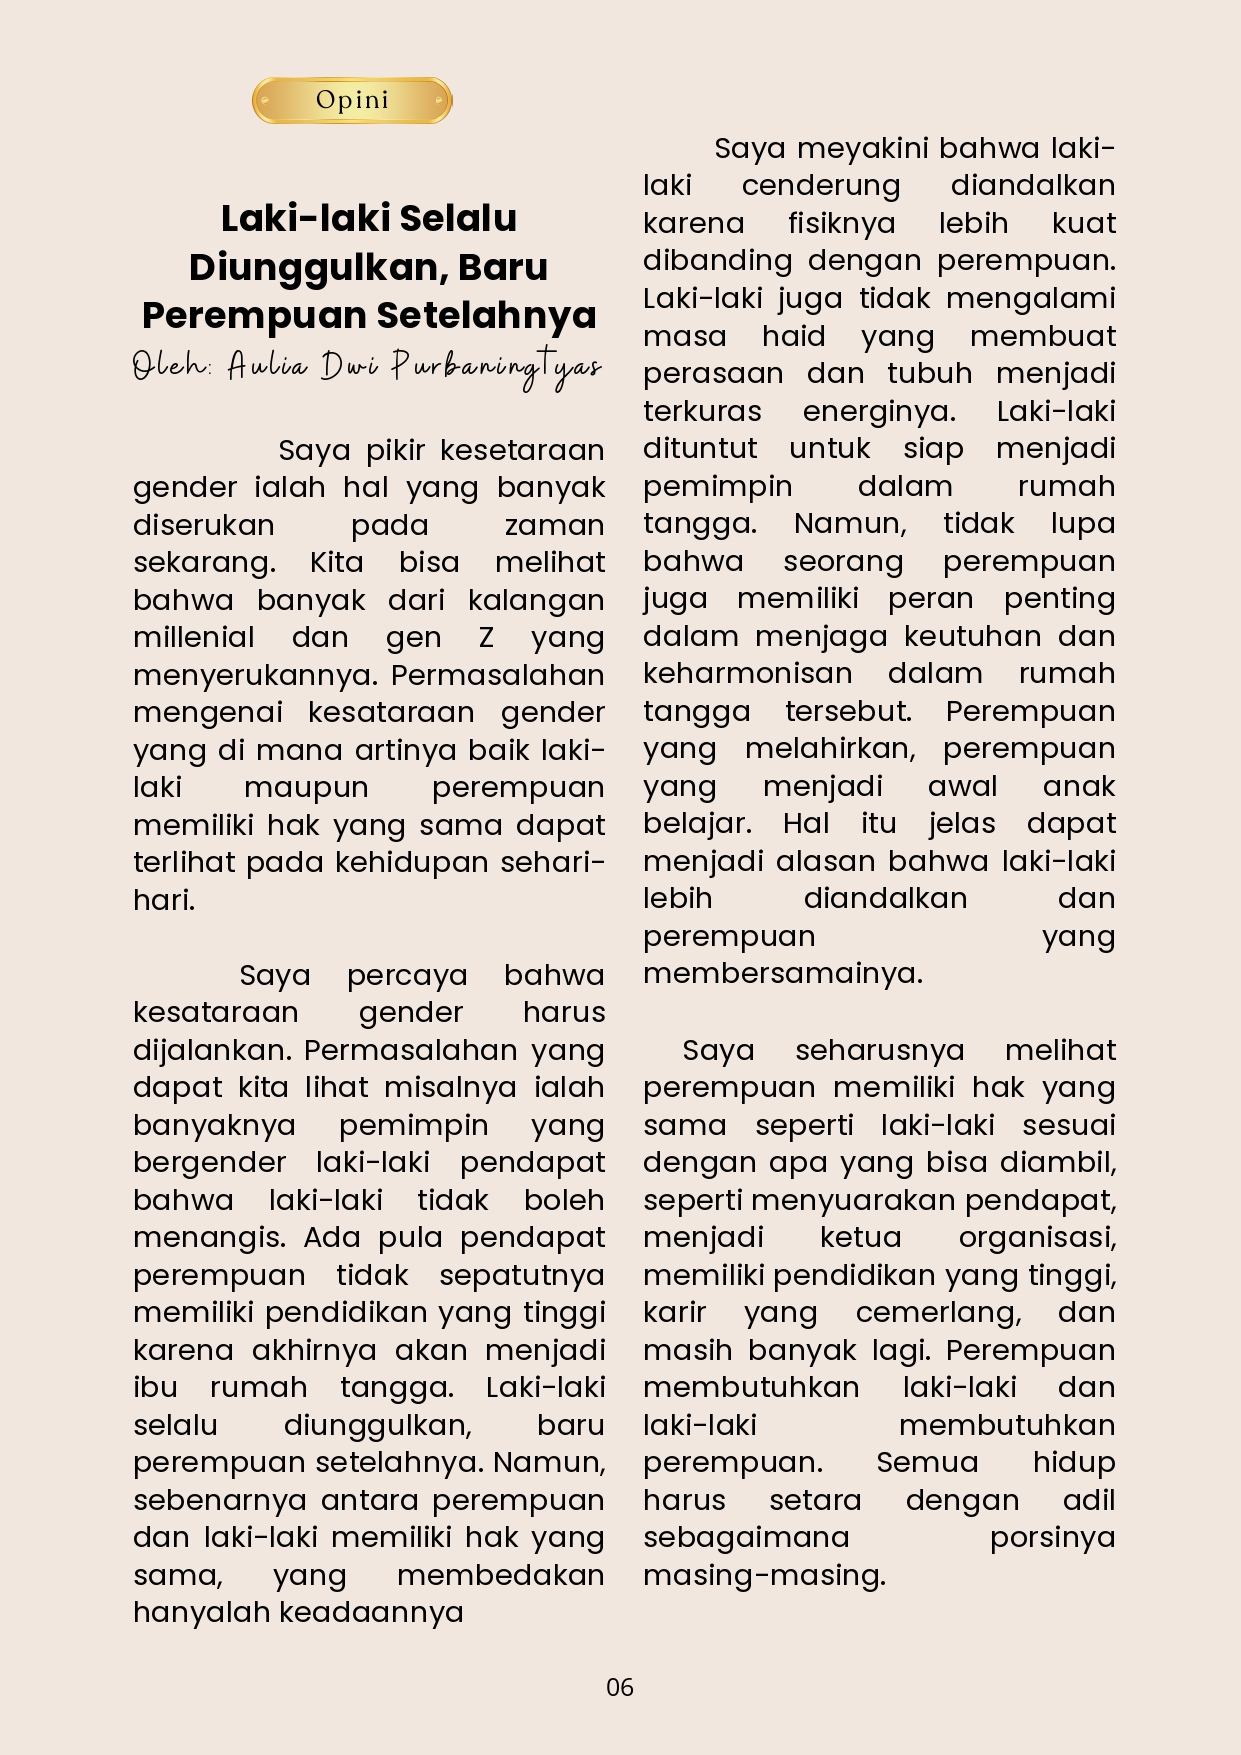 Opini
Laki-laki Selalu
Diunggulkan, Baru
Perempuan Setelahnya
Oleh: Aulia Dwi Purbaningtyas
Saya pikir kesetaraan
gender ialah hal yang banyak
diserukan pada zaman
sekarang. Kita bisa melihat
bahwa banyak dari kalangan
millenial dan gen Z yang
menyerukannya. Permasalahan
mengenai kesataraan gender
yang di mana artinya baik laki-
laki maupun perempuan
memiliki hak yang sama dapat
terlihat pada kehidupan sehari-
hari.
Saya percaya bahwa
kesataraan gender harus
dijalankan. Permasalahan yang
dapat kita lihat misalnya ialah
banyaknya pemimpin yang
bergender laki-laki pendapat
bahwa laki-laki tidak boleh
menangis. Ada pula pendapat
perempuan tidak sepatutnya
memiliki pendidikan yang tinggi
karena akhirnya akan menjadi
ibu rumah tangga. Laki-laki
selalu diunggulkan, baru
perempuan setelahnya. Namun,
sebenarnya antara perempuan
dan laki-laki memiliki hak yang
sama, yang membedakan
hanyalah keadaannya
Saya meyakini bahwa laki-
laki cenderung diandalkan
karena fisiknya lebih kuat
dibanding dengan perempuan.
Laki-laki juga tidak mengalami
masa haid yang membuat
perasaan dan tubuh menjadi
terkuras energinya. Laki-laki
dituntut untuk siap menjadi
pemimpin dalam rumah
tangga. Namun, tidak lupa
bahwa seorang perempuan
juga memiliki peran penting
dalam menjaga keutuhan dan
keharmonisan dalam rumah
tangga tersebut. Perempuan
yang melahirkan, perempuan
yang menjadi awal anak
belajar. Hal itu jelas dapat
menjadi alasan bahwa laki-laki
lebih diandalkan dan
perempuan yang
membersamainya.
Saya seharusnya melihat
perempuan memiliki hak yang
sama seperti laki-laki sesuai
dengan apa yang bisa diambil,
seperti menyuarakan pendapat,
menjadi ketua organisasi,
memiliki pendidikan yang tinggi,
karir yang cemerlang, dan
masih banyak lagi. Perempuan
membutuhkan laki-laki dan
laki-laki membutuhkan
perempuan. Semua hidup
harus setara dengan adil
sebagaimana porsinya
masing-masing.
06